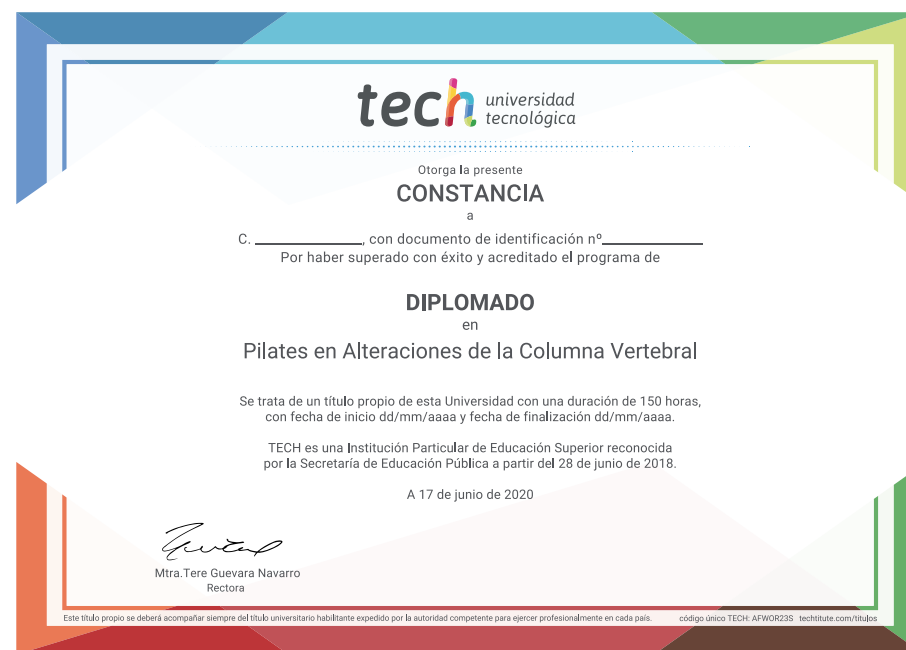 tech universidad
tecnológica
Otorga la presente
CONSTANCIA
a
C. ______________, con documento de identificación nº_____________
Por haber superado con éxito y acreditado el programa de
DIPLOMADO
en
Pilates en Alteraciones de la Columna Vertebral
Se trata de un título propio de esta Universidad con una duración de 150 horas,
con fecha de inicio dd/mm/aaaa y fecha de finalización dd/mm/aaaa.
TECH es una Institución Particular de Educación Superior reconocida
por la Secretaría de Educación Pública a partir del 28 de junio de 2018.
A 17 de junio de 2020
Mtra.Tere Guevara Navarro
Rectora
Este título propio se deberá acompañar siempre del título universitario habilitante expedido por la autoridad competente para ejercer profesionalmente en cada país. código único TECH: AFWOR23S techtitute.com/titulos